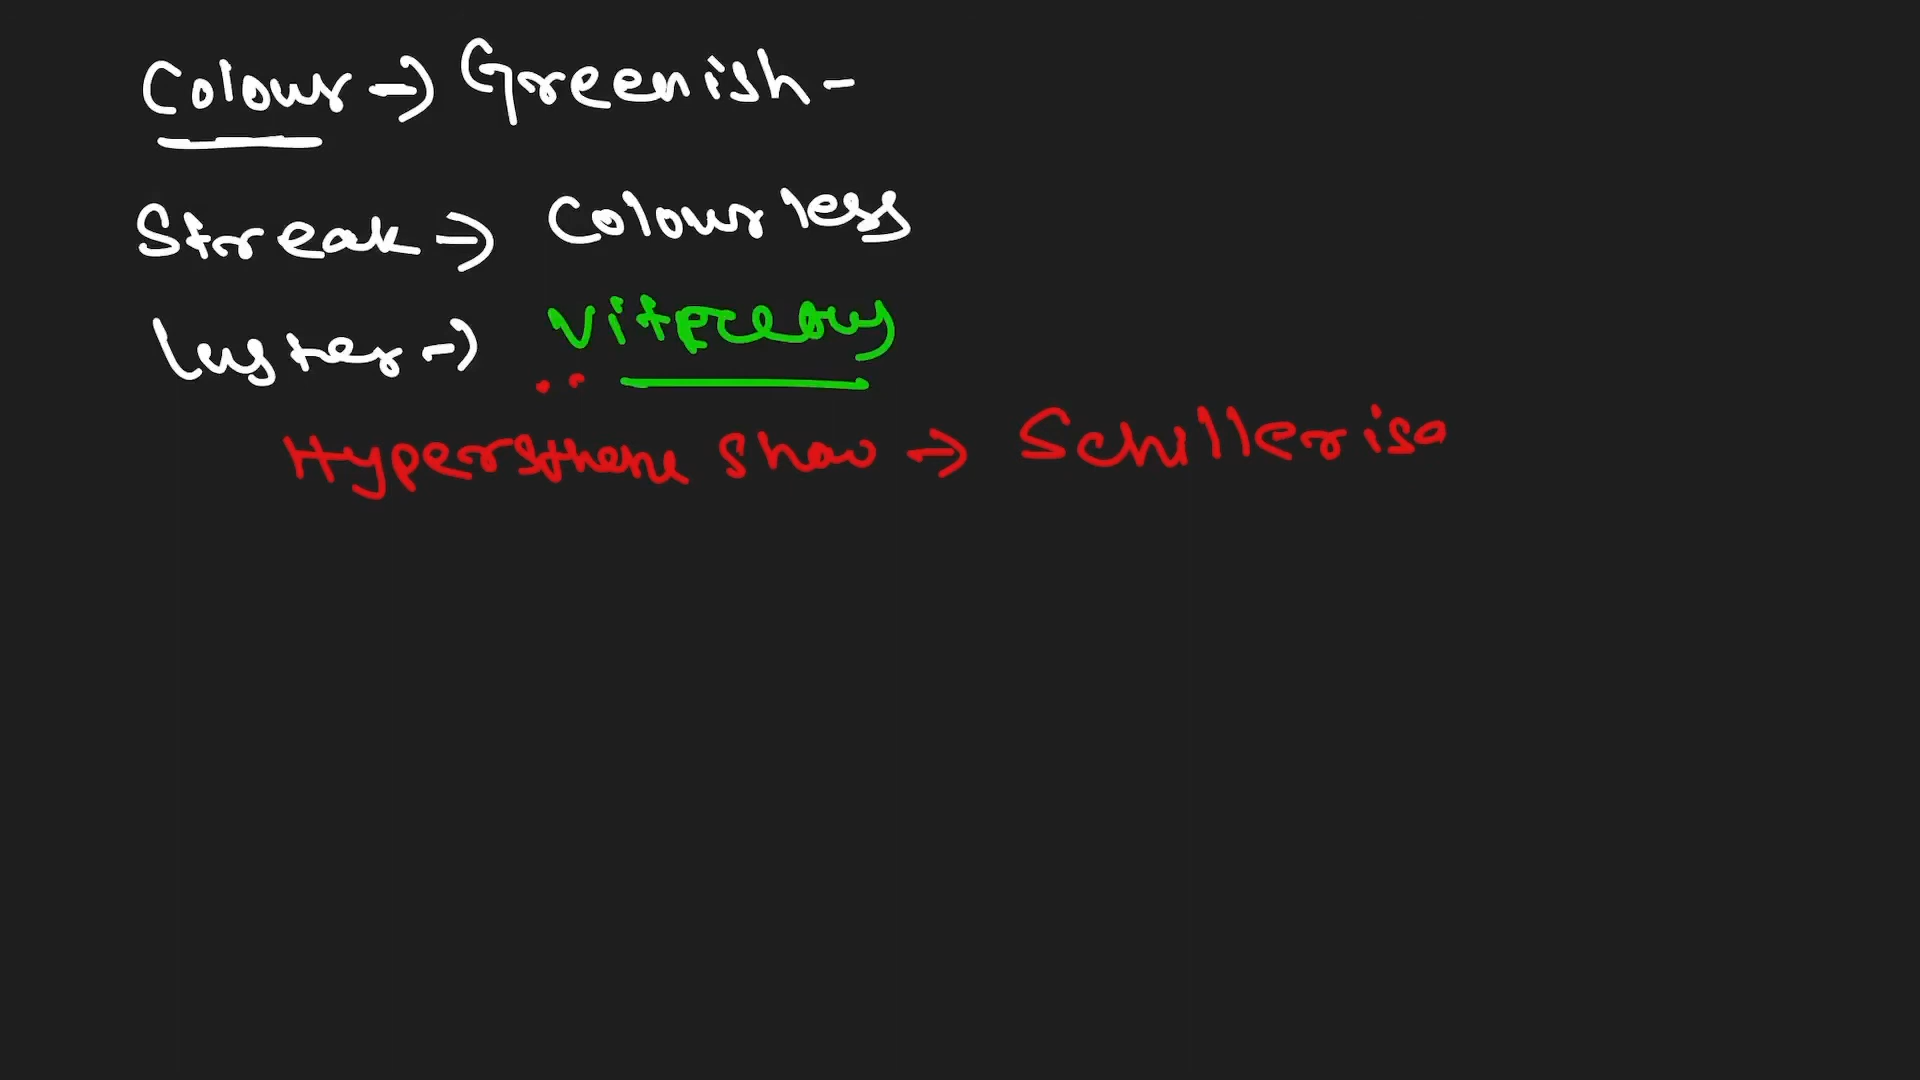 Colour → Greenish -
Streak → Colourless
luster → Vitreous
Hypersthene Show → Schillerisa